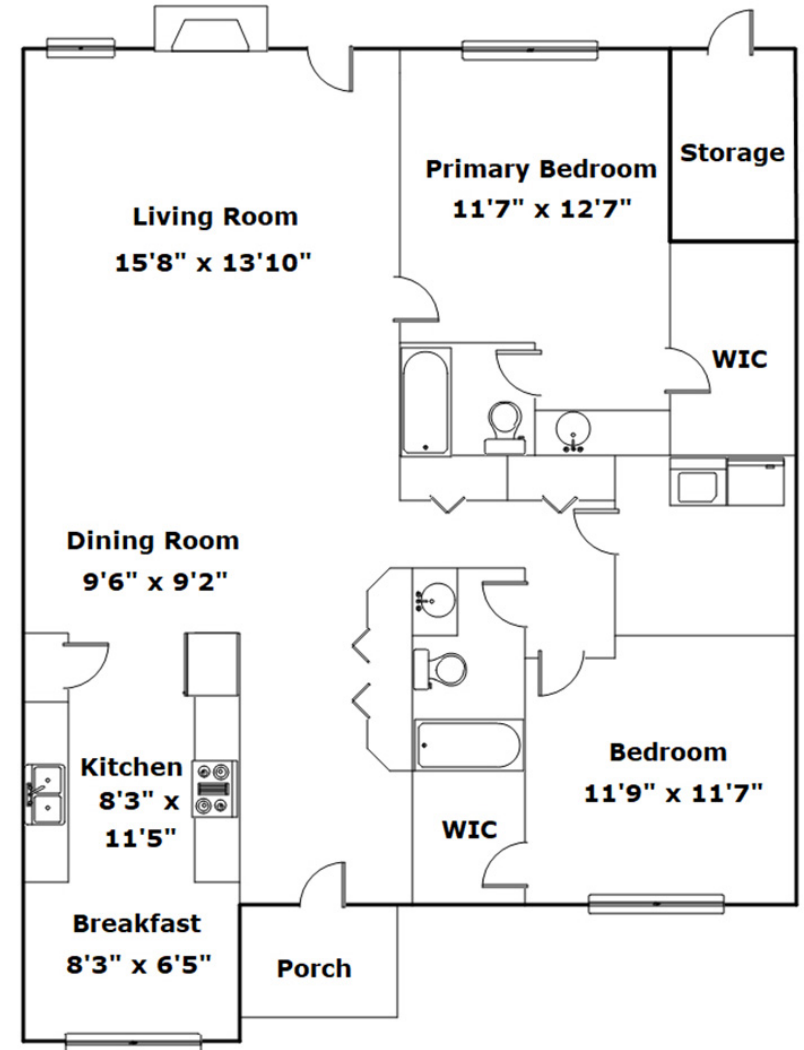 Storage
Primary Bedroom
11'7" x 12'7"
Living Room
15'8" x 13'10"
WIC
Dining Room
9'6" x 9'2"
Kitchen
8'3" x
11'5"
Bedroom
11'9" x 11'7"
WIC
Breakfast
8'3" x 6'5"
Porch